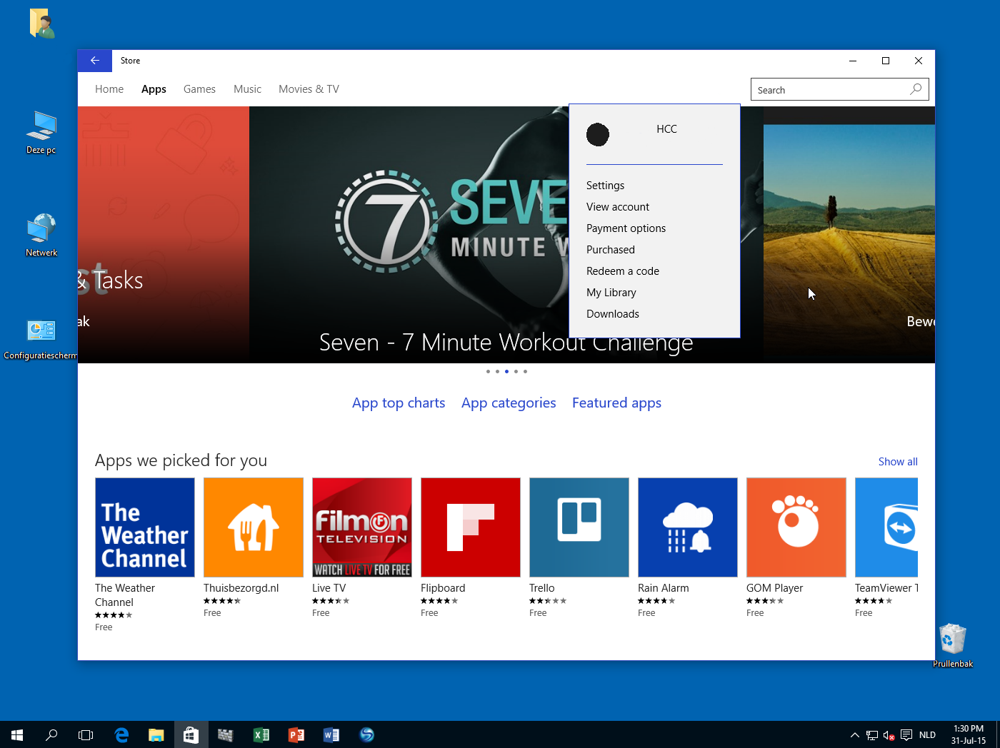 Store
Home Apps Games Music Movies & TV
Search
HCC
Settings
View account
Payment options
Purchased
Redeem a code
My Library
Downloads
Deze pc
Netwerk
Configuratiescherm
& Tasks
ak
7 SEVE
MINUTE W
Seven - 7 Minute Workout Challenge
Bewe
App top charts App categories Featured apps
Apps we picked for you
Show all
The
Weather
Channel
Filmon
TELEVISION
WATCH LIVE TV FOR FREE
The Weather
Channel
Free
Thuisbezorgd.nl
Free
Live TV
Free
Flipboard
Free
Trello
Free
Rain Alarm
Free
GOM Player
Free
TeamViewer T
Free
Prullenbak
NLD
1:30 PM
31-Jul-15